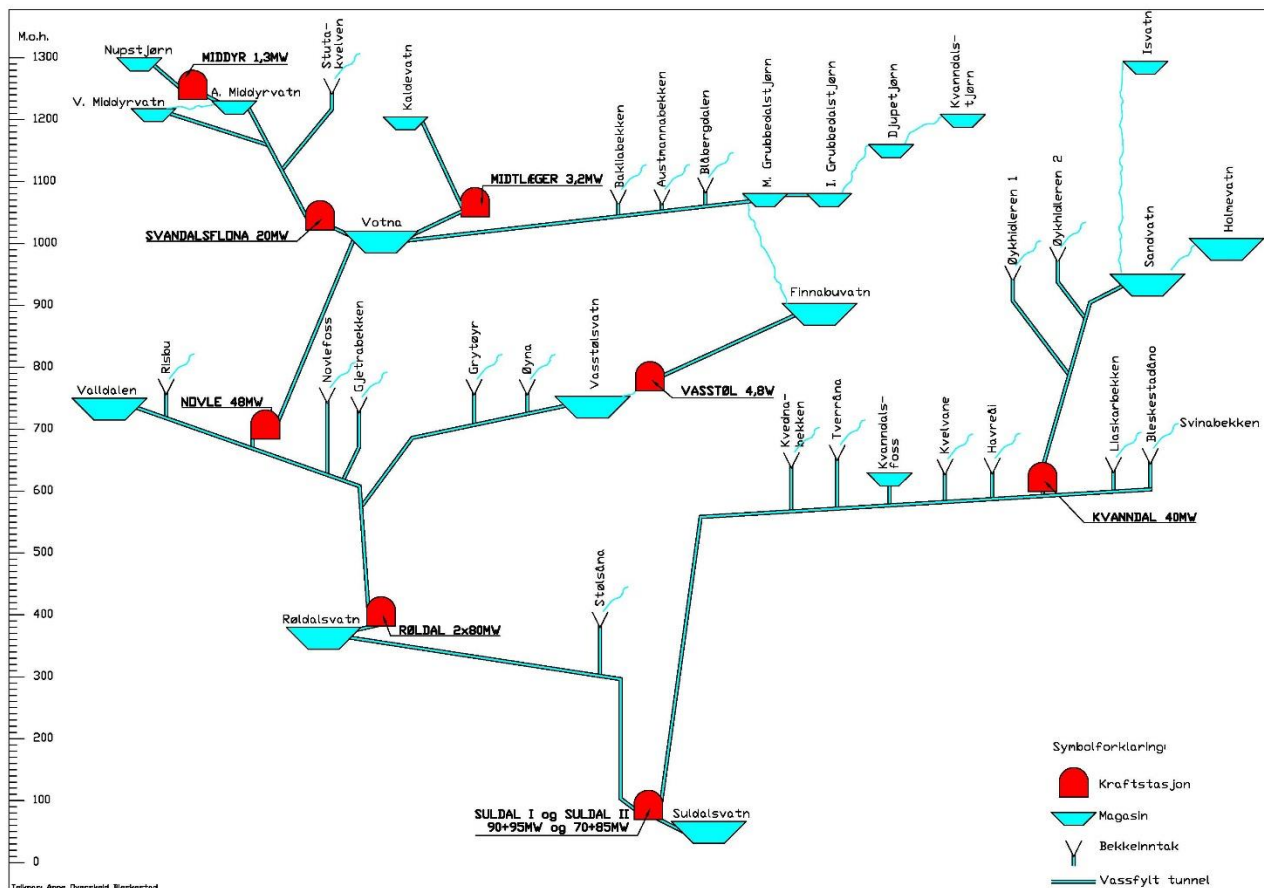 M.o.h.
1300
1200
1100
1000
900
800
700
600
500
400
300
200
100
0
Nupstjørn
MIDDYR 1,3MW
V. Middyrvatn
A. Middyrvatn
Stuta-
kvelven
Kaldevatn
MIDTLÆGER 3,2MW
SVANDALSFLONA 20MW
Votna
Bakllabekken
Austmannabekken
Blåbergdalen
M. Grubbedalstjørn
I. Grubbedalstjørn
Djupetjørn
Kvanndals-
tjørn
Isvatn
Øykhidleren 1
Øykhidleren 2
Sandvatn
Holmevatn
Finnabuvatn
Valldalen
Risbu
NOVLE 48MW
Novlefoss
Gjetrabekken
Grytøyr
Øyna
Vasstølsvatn
VASSTØL 4,8W
Kvedna-
bekken
Tverråna
Kvanndals-
foss
Kvelvane
Havreåi
Llaskarbekken
Bleskestadåno
Svinabekken
KVANNDAL 40MW
Røldalsvatn
RØLDAL 2x80MW
Stølsåna
SULDAL I og SULDAL II
90+95MW og 70+85MW
Suldalsvatn
Symbolforklaring:
Kraftstasjon
Magasin
Bekkeinntak
Vassfylt tunnel